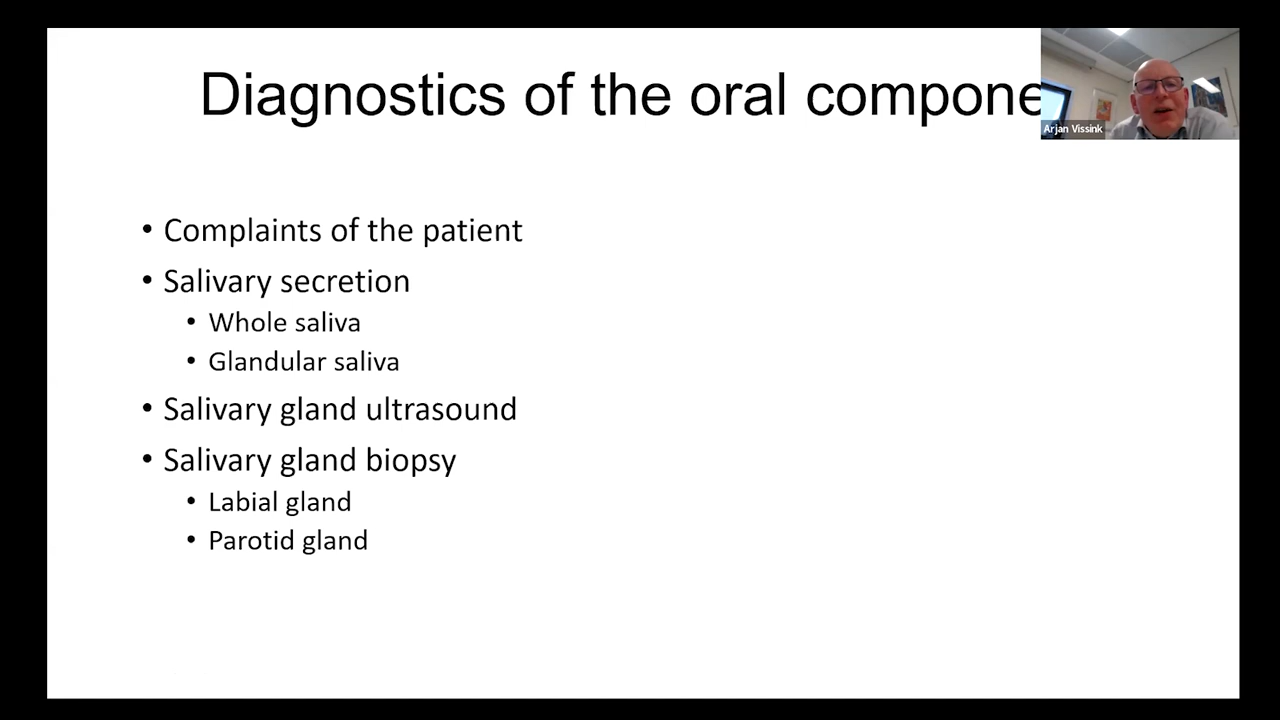 Diagnostics of the oral compone
Arjan Vissink
• Complaints of the patient
• Salivary secretion
• Whole saliva
• Glandular saliva
• Salivary gland ultrasound
• Salivary gland biopsy
• Labial gland
• Parotid gland